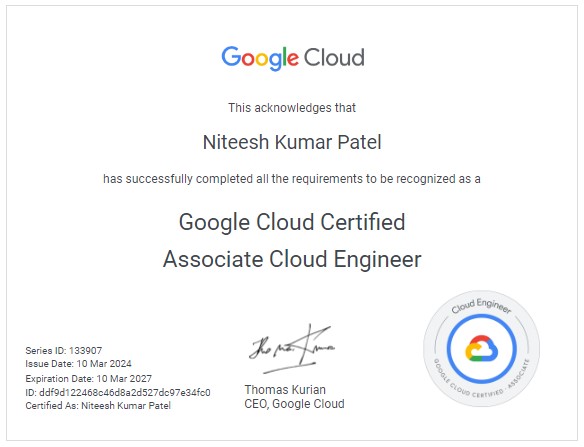 Google Cloud
This acknowledges that
Niteesh Kumar Patel
has successfully completed all the requirements to be recognized as a
Google Cloud Certified
Associate Cloud Engineer
Series ID: 133907
Issue Date: 10 Mar 2024
Expiration Date: 10 Mar 2027
ID: ddf9d122468c46d8a2d527dc97e34fc0
Certified As: Niteesh Kumar Patel
Thomas Kurian
CEO, Google Cloud
Cloud Engineer
GOOGLE CLOUD CERTIFIED · ASSOCIATE